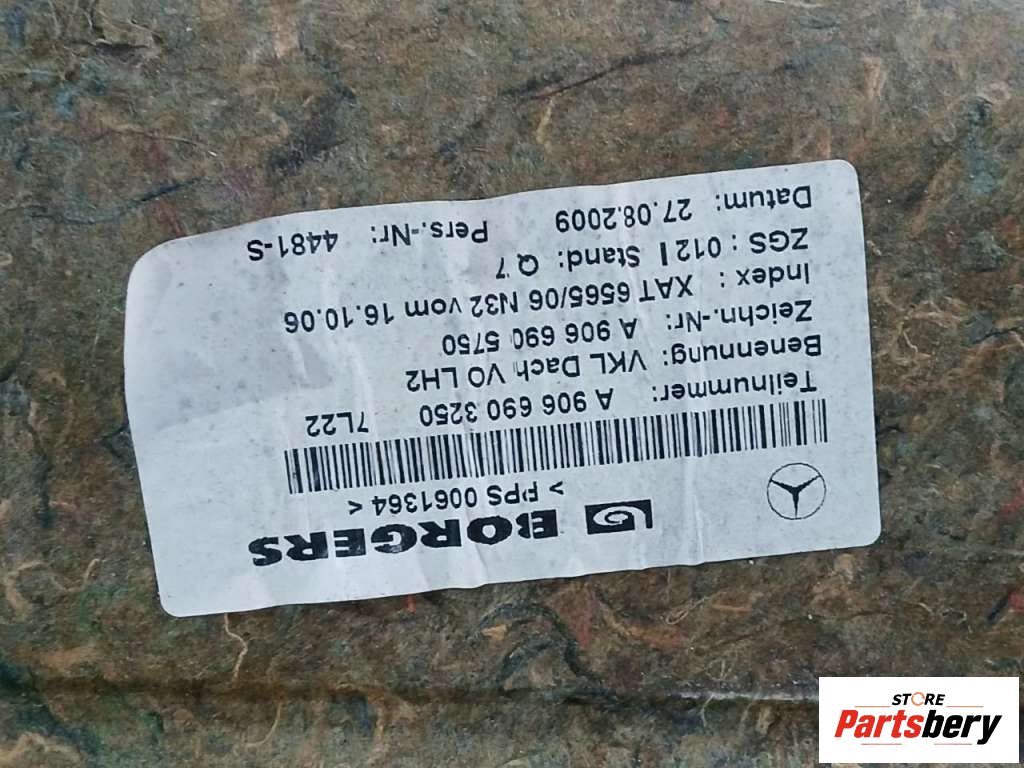 BORGERS
> PPS 0061364 <
Teilnummer: A 906 690 3250 7L22
Benennung: VKL Dach VO LH2
Zeichn.-Nr: A 906 690 5750
Index : XAT 6565/06 N32 vom 16.10.06
ZGS : 012 | Stand: Q 7
Datum: 27.08.2009 Pers.-Nr: 4481-S
STORE
Partsbery